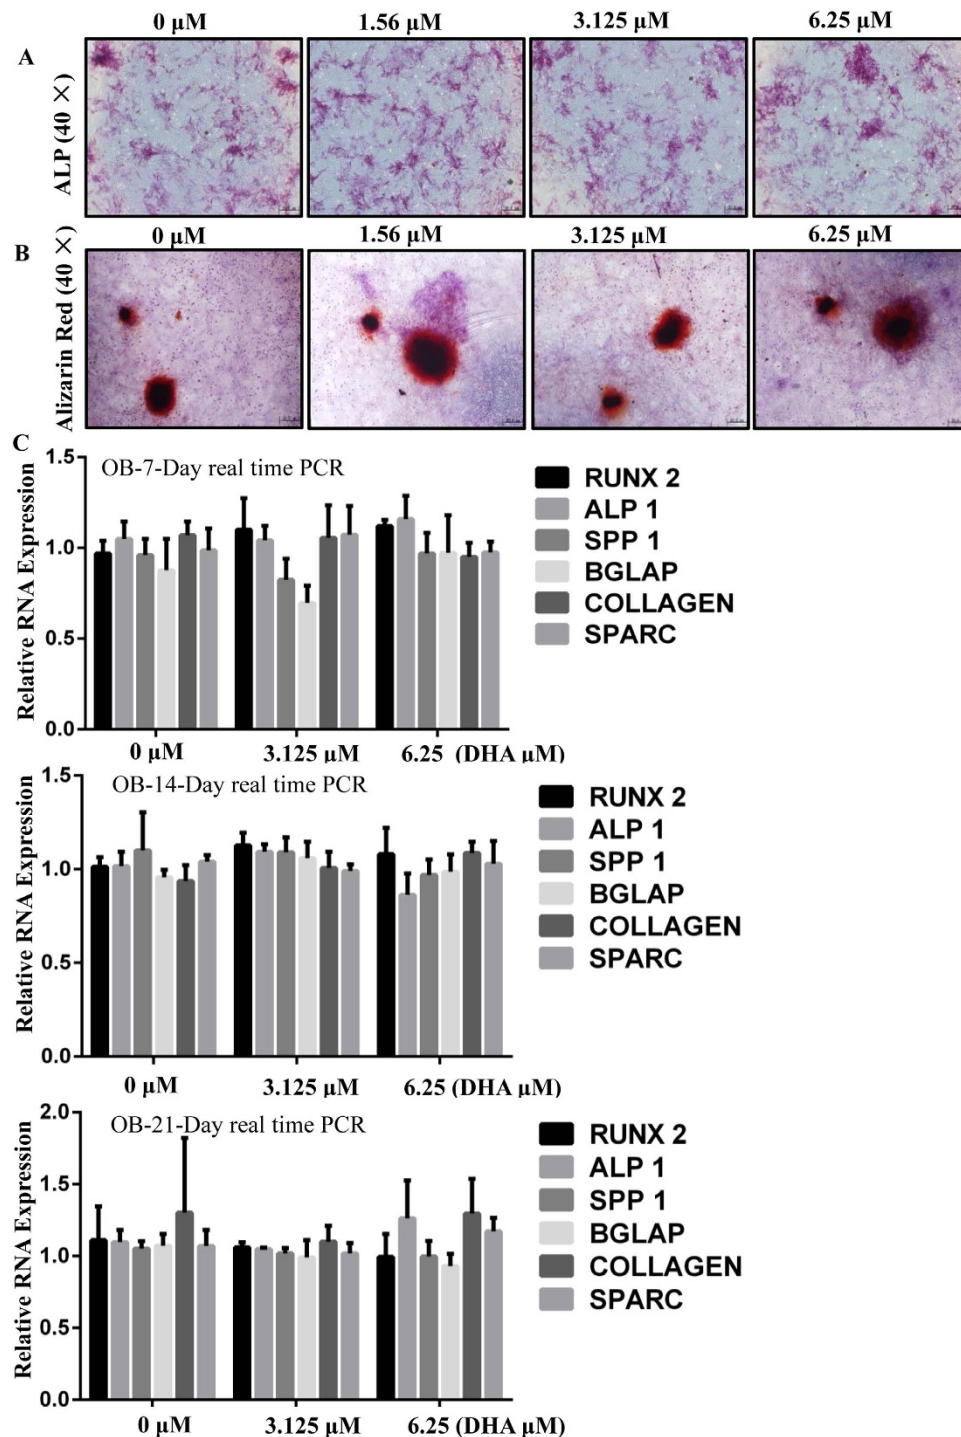 0 μM 1.56 μM 3.125 μM 6.25 μM
A
ALP (40 ×)
0 μM 1.56 μM 3.125 μM 6.25 μM
B
Alizarin Red (40 ×)
C
OB-7-Day real time PCR
Relative RNA Expression
1.5
1.0
0.5
0.0
0 μM 3.125 μM 6.25 (DHA μM)
RUNX 2
ALP 1
SPP 1
BGLAP
COLLAGEN
SPARC
OB-14-Day real time PCR
Relative RNA Expression
1.5
1.0
0.5
0.0
0 μM 3.125 μM 6.25 (DHA μM)
RUNX 2
ALP 1
SPP 1
BGLAP
COLLAGEN
SPARC
OB-21-Day real time PCR
Relative RNA Expression
2.0
1.5
1.0
0.5
0.0
0 μM 3.125 μM 6.25 (DHA μM)
RUNX 2
ALP 1
SPP 1
BGLAP
COLLAGEN
SPARC